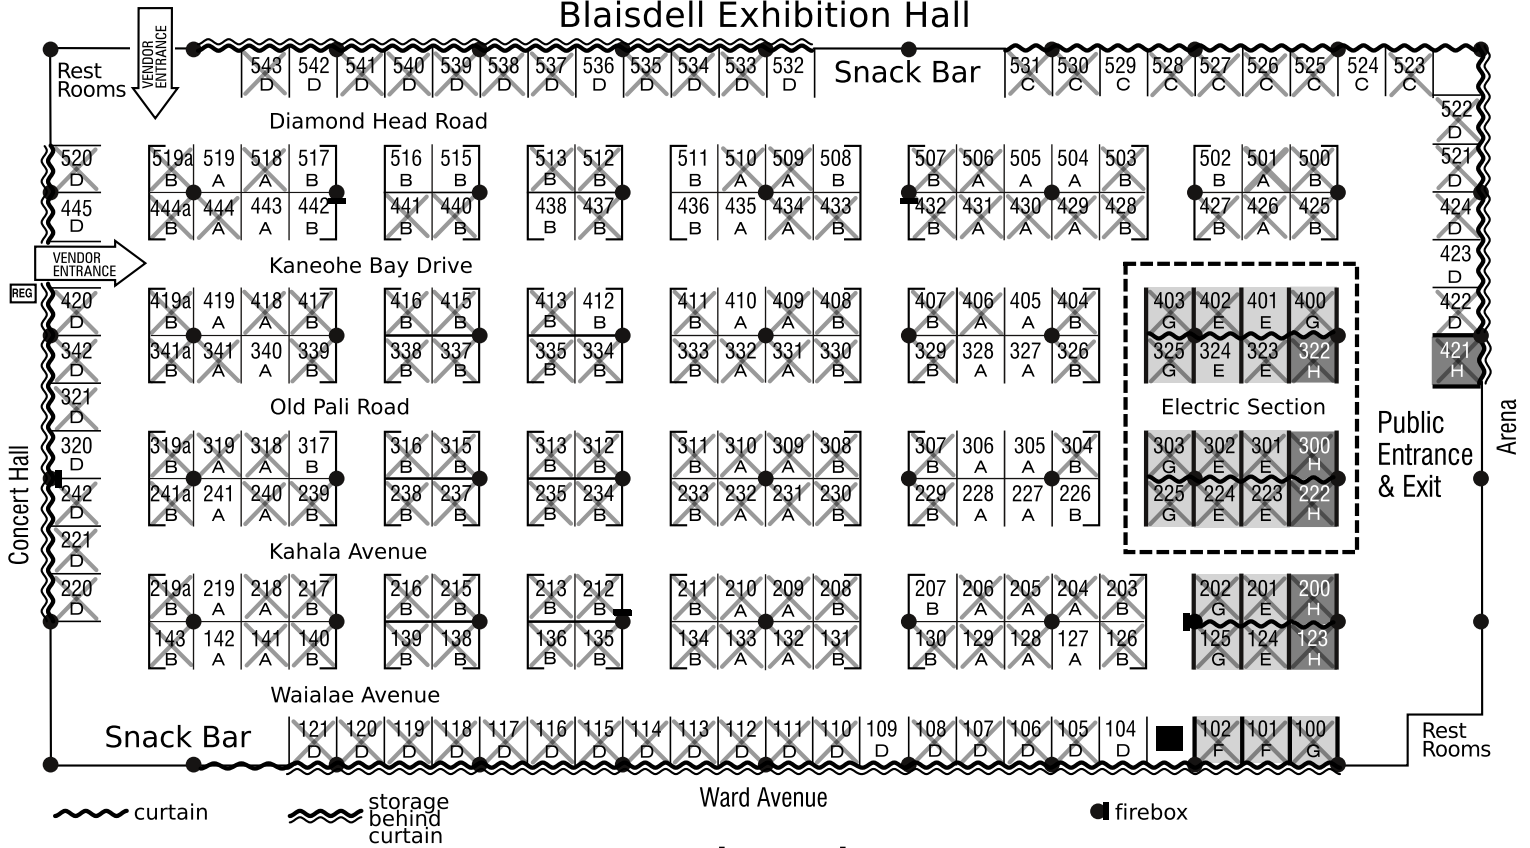 Blaisdell Exhibition Hall
VENDOR
ENTRANCE
Rest
Rooms
543 542 541 540 539 538 537 536 535 534 533 532
D D D D D D D D D D D D
Snack Bar
531 530 529 528 527 526 525 524 523
C C C C C C C C C
522
D
Diamond Head Road
520 519a 519 518 517 516 515 513 512 511 510 509 508 507 506 505 504 503 502 501 500 521
D B A A B B B B B B A A B B A A A B B A B D
445 444a 444 443 442 441 440 438 437 436 435 434 433 432 431 430 429 428 427 426 425 424
D B A A B B B B B B A A B B A A A B B A B D
VENDOR
ENTRANCE
Kaneohe Bay Drive
423
D
REG
420 419a 419 418 417 416 415 413 412 411 410 409 408 407 406 405 404 403 402 401 400 422
D B A A B B B B B B A A B B A A B G E E G D
342 341a 341 340 339 338 337 335 334 333 332 331 330 329 328 327 326 325 324 323 322 421
D B A A B B B B B B A A B B A A B G E E H H
321
D
Old Pali Road
Electric Section
320 319a 319 318 317 316 315 313 312 311 310 309 308 307 306 305 304 303 302 301 300
D B A A B B B B B B A A B B A A B G E E H
242 241a 241 240 239 238 237 235 234 233 232 231 230 229 228 227 226 225 224 223 222
D B A A B B B B B B A A B B A A B G E E H
Public
Entrance
& Exit
Arena
Concert Hall
221
D
Kahala Avenue
220 219a 219 218 217 216 215 213 212 211 210 209 208 207 206 205 204 203 202 201 200
D B A A B B B B B B A A B B A A A B G E H
143 142 141 140 139 138 136 135 134 133 132 131 130 129 128 127 126 125 124 123
B A A B B B B B B A A B B A A A B G E H
Waialae Avenue
Snack Bar
121 120 119 118 117 116 115 114 113 112 111 110 109 108 107 106 105 104 102 101 100
D D D D D D D D D D D D D D D D D D F F G
Rest
Rooms
Ward Avenue
curtain
storage
behind
curtain
firebox